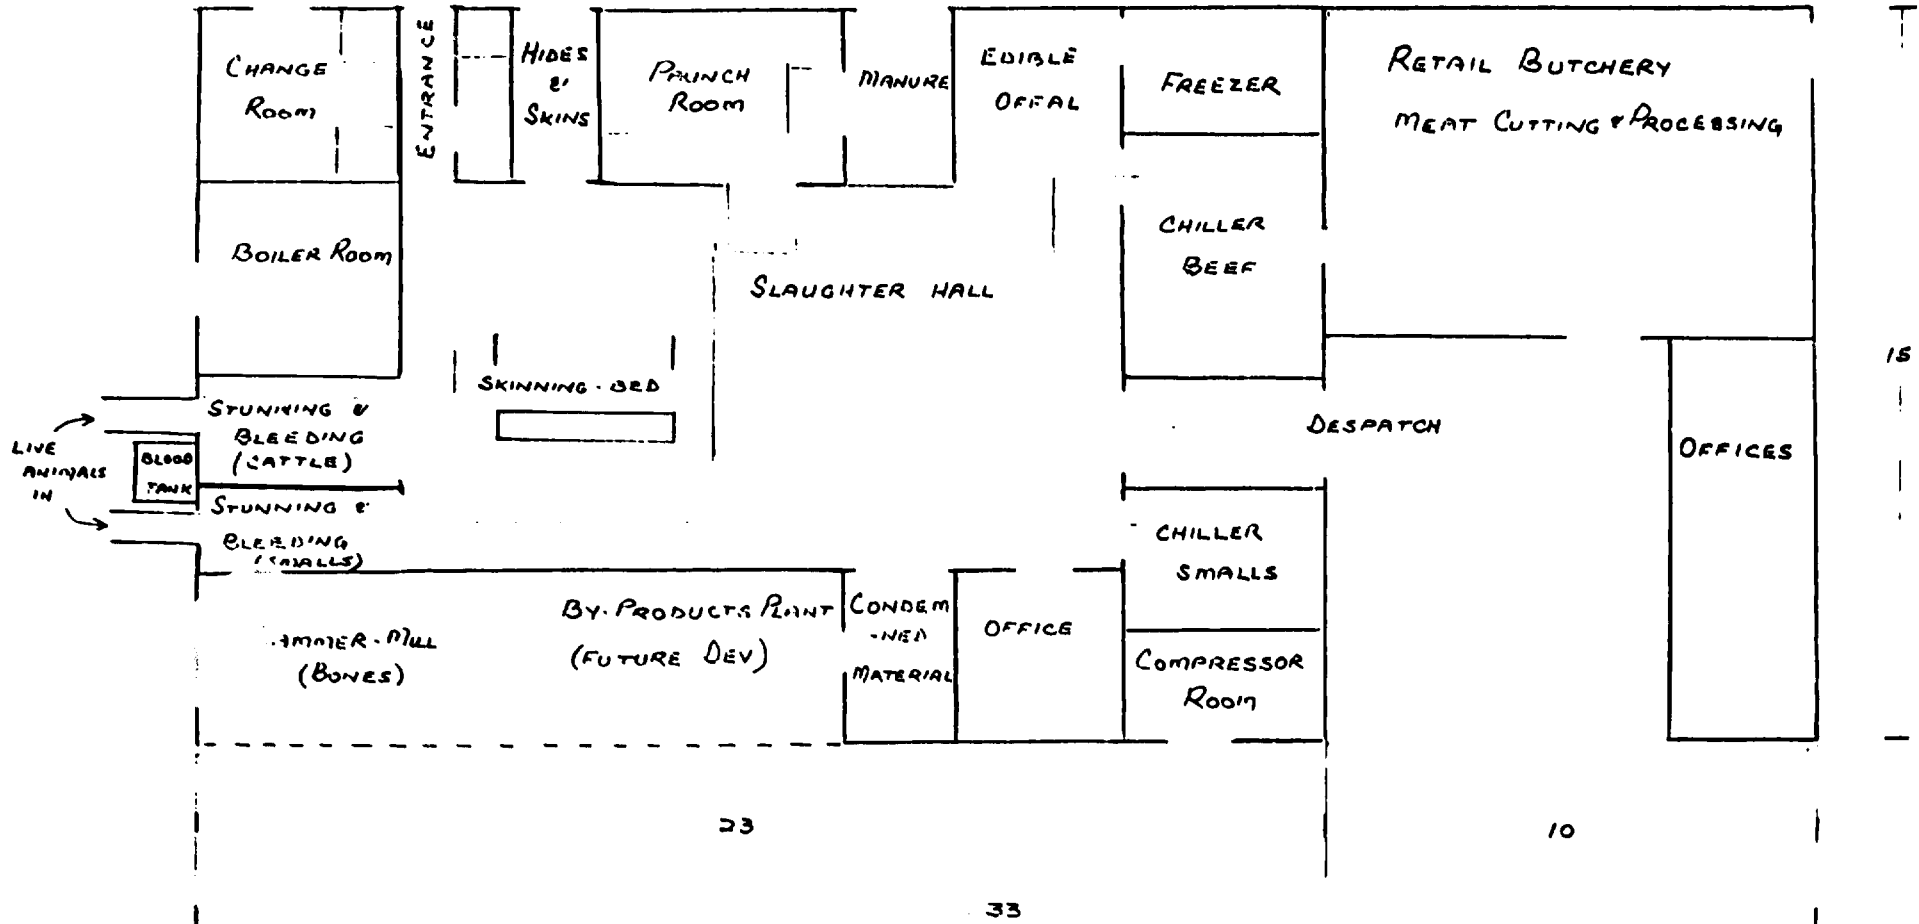 CHANGE
ROOM
ENTRANCE
HIDES
&
SKINS
PAUNCH
ROOM
MANURE
EDIBLE
OFFAL
FREEZER
RETAIL BUTCHERY
MEAT CUTTING & PROCESSING
BOILER ROOM
SLAUGHTER HALL
CHILLER
BEEF
SKINNING-BED
15
LIVE
ANIMALS
IN
BLOOD
TANK
STUNNING &
BLEEDING
(CATTLE)
STUNNING &
BLEEDING
(SMALLS)
DESPATCH
OFFICES
CHILLER
SMALLS
AMMER-MILL
(BONES)
BY-PRODUCTS PLANT
(FUTURE DEV)
CONDEM
-NED
MATERIAL
OFFICE
COMPRESSOR
ROOM
23
10
33